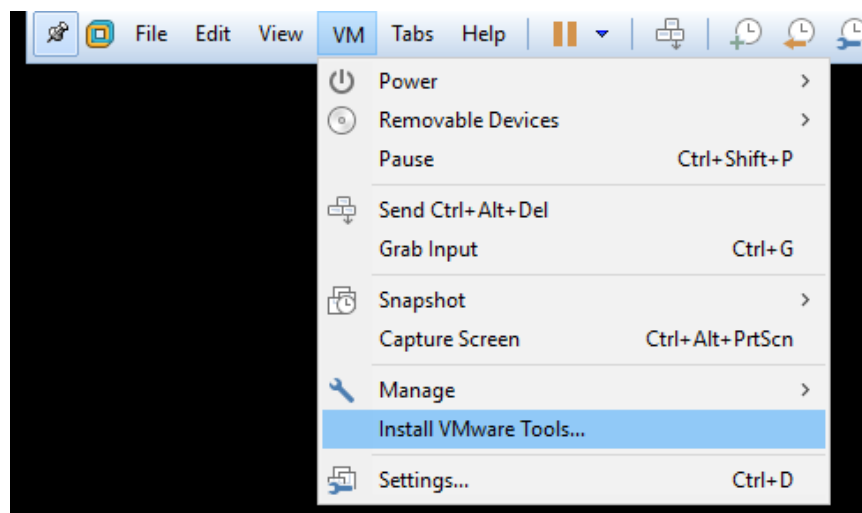 File Edit View VM Tabs Help
Power
Removable Devices
Pause Ctrl+Shift+P
Send Ctrl+Alt+Del
Grab Input Ctrl+G
Snapshot
Capture Screen Ctrl+Alt+PrtScn
Manage
Install VMware Tools...
Settings... Ctrl+D